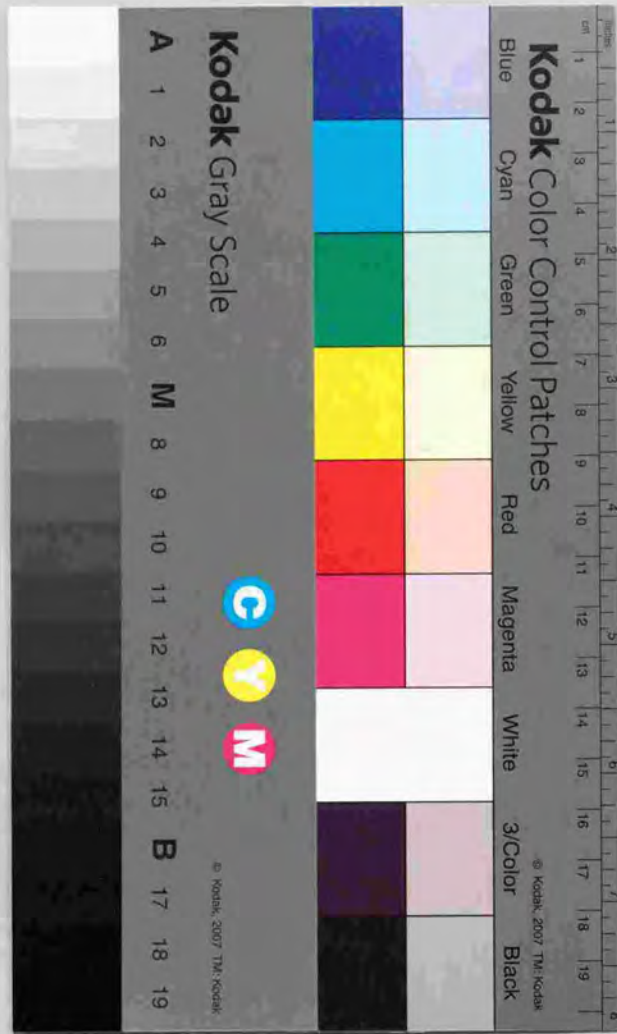 Inches 1 2 3 4 5 6 7 8
cm 1 2 3 4 5 6 7 8 9 10 11 12 13 14 15 16 17 18 19
Kodak Color Control Patches © Kodak, 2007 TM: Kodak
Blue Cyan Green Yellow Red Magenta White 3/Color Black
Kodak Gray Scale C Y M © Kodak, 2007 TM: Kodak
A 1 2 3 4 5 6 M 8 9 10 11 12 13 14 15 B 17 18 19